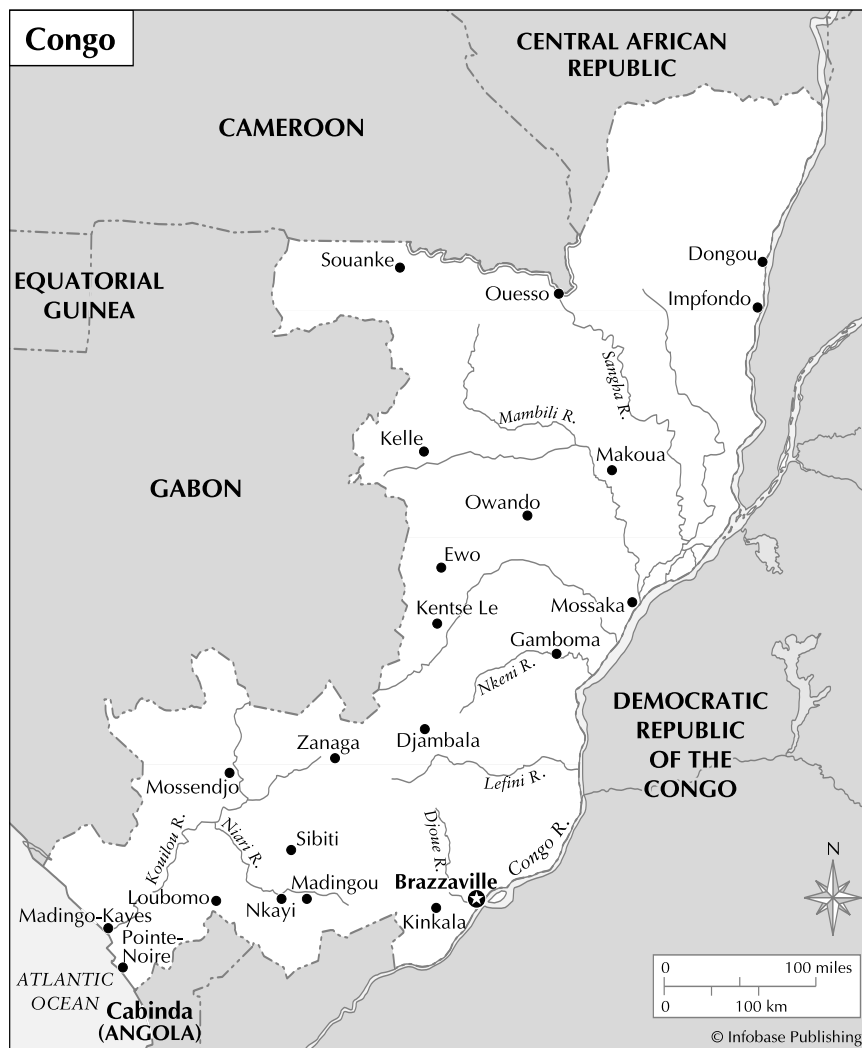 Congo
CENTRAL AFRICAN
REPUBLIC
CAMEROON
EQUATORIAL
GUINEA
Souanke
Dongou
Ouesso
Impfondo
Sangha R.
Mambili R.
Kelle
Makoua
GABON
Owando
Ewo
Kentse Le
Mossaka
Gamboma
Nkeni R.
DEMOCRATIC
REPUBLIC
OF THE
CONGO
Zanaga
Djambala
Mossendjo
Lefini R.
Kouilou R.
Niari R.
Sibiti
Djoue R.
Congo R.
N
Brazzaville
Madingou
Loubomo
Nkayi
Kinkala
Madingo-Kayes
Pointe-
Noire
ATLANTIC
OCEAN
Cabinda
(ANGOLA)
0 100 miles
0 100 km
© Infobase Publishing